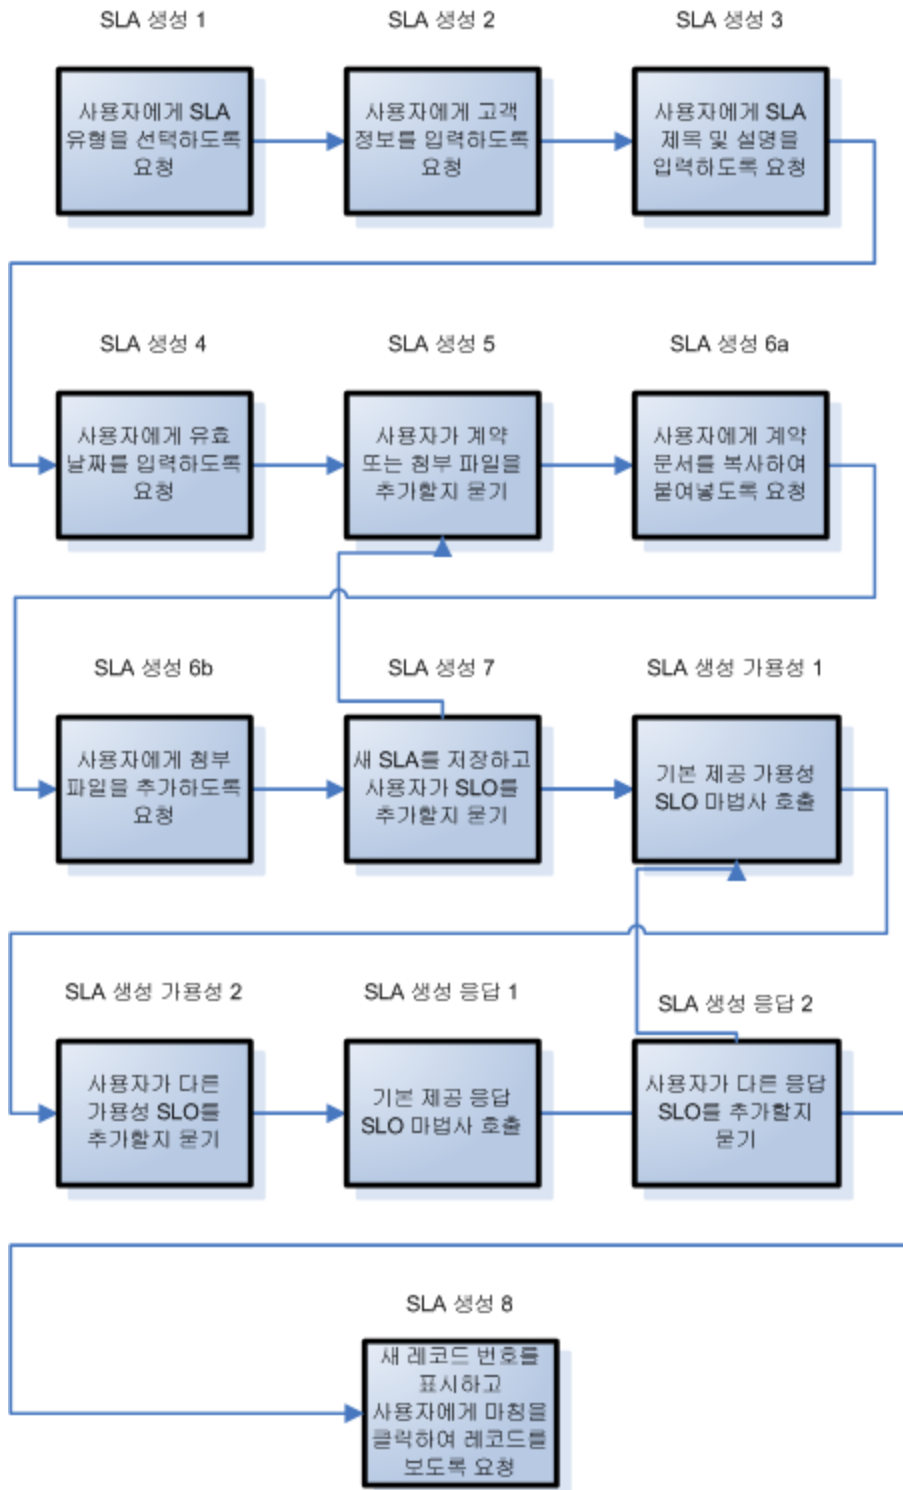 SLA 생성 1
사용자에게 SLA
유형을 선택하도록
요청
SLA 생성 2
사용자에게 고객
정보를 입력하도록
요청
SLA 생성 3
사용자에게 SLA
제목 및 설명을
입력하도록 요청
SLA 생성 4
사용자에게 유효
날짜를 입력하도록
요청
SLA 생성 5
사용자가 계약
또는 첨부 파일을
추가할지 묻기
SLA 생성 6a
사용자에게 계약
문서를 복사하여
붙여넣도록 요청
SLA 생성 6b
사용자에게 첨부
파일을 추가하도록
요청
SLA 생성 7
새 SLA를 저장하고
사용자가 SLO를
추가할지 묻기
SLA 생성 가용성 1
기본 제공 가용성
SLO 마법사 호출
SLA 생성 가용성 2
사용자가 다른
가용성 SLO를
추가할지 묻기
SLA 생성 응답 1
기본 제공 응답
SLO 마법사 호출
SLA 생성 응답 2
사용자가 다른 응답
SLO를 추가할지
묻기
SLA 생성 8
새 레코드 번호를
표시하고
사용자에게 마침을
클릭하여 레코드를
보도록 요청